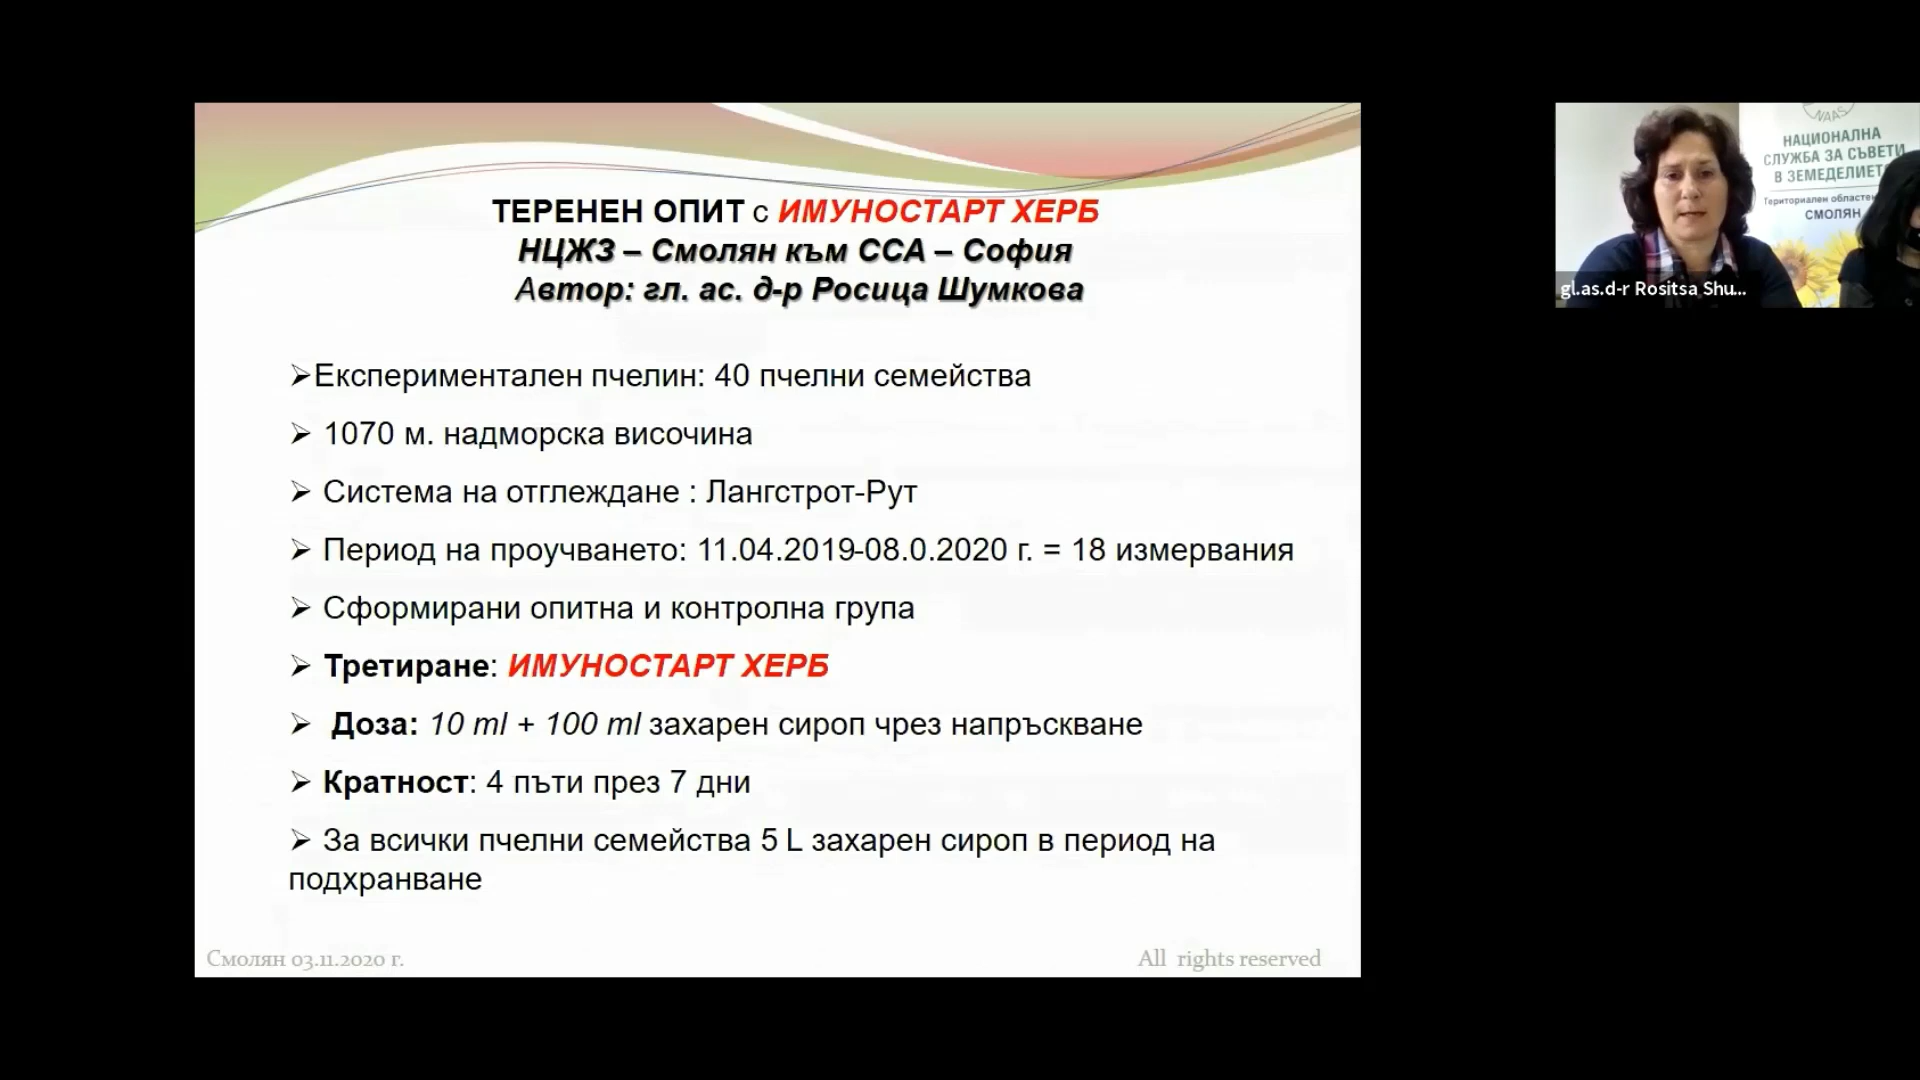 ТЕРЕНЕН ОПИТ с ИМУНОСТАРТ ХЕРБ
НЦЖЗ – Смолян към ССА – София
Автор: гл. ас. д-р Росица Шумкова
➢Експериментален пчелин: 40 пчелни семейства
➢ 1070 м. надморска височина
➢ Система на отглеждане : Лангстрот-Рут
➢ Период на проучването: 11.04.2019-08.0.2020 г. = 18 измервания
➢ Сформирани опитна и контролна група
➢ Третиране: ИМУНОСТАРТ ХЕРБ
➢ Доза: 10 ml + 100 ml захарен сироп чрез напръскване
➢ Кратност: 4 пъти през 7 дни
➢ За всички пчелни семейства 5 L захарен сироп в период на
подхранване
Смолян 03.11.2020 г.
All rights reserved
NAAS
НАЦИОНАЛНА
СЛУЖБА ЗА СЪВЕТИ
В ЗЕМЕДЕЛИЕТ
Териториален областен
СМОЛЯН
gl.as.d-r Rositsa Shu...